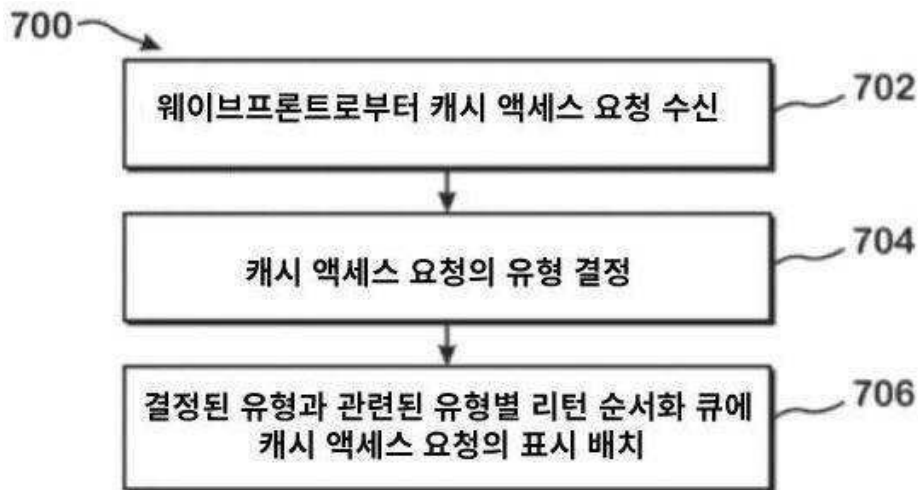 700
웨이브프론트로부터 캐시 액세스 요청 수신
702
캐시 액세스 요청의 유형 결정
704
결정된 유형과 관련된 유형별 리턴 순서화 큐에
캐시 액세스 요청의 표시 배치
706